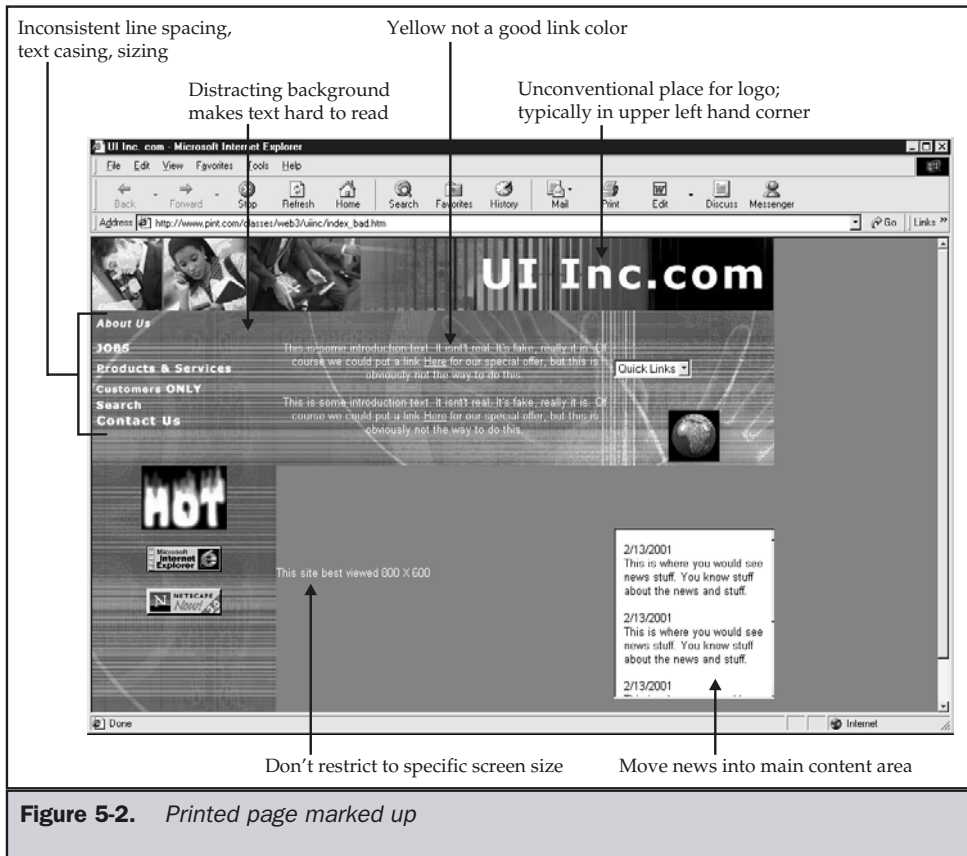 Inconsistent line spacing,
text casing, sizing
Yellow not a good link color
Distracting background
makes text hard to read
Unconventional place for logo;
typically in upper left hand corner
UI Inc. com - Microsoft Internet Explorer
File Edit View Favorites Tools Help
Back Forward Stop Refresh Home Search Favorites History Mail Print Edit Discuss Messenger
Address http://www.pint.com/classes/web3/uiinc/index_bad.htm Go Links »
UI Inc.com
About Us
JOBS
Products & Services
Customers ONLY
Search
Contact Us
This is some introduction text. It isn't real. It's fake, really it is. Of
course we could put a link Here for our special offer, but this is
obviously not the way to do this.
This is some introduction text. It isn't real. It's fake, really it is. Of
course we could put a link Here for our special offer, but this is
obviously not the way to do this.
Quick Links
HOT
Microsoft
Internet
Explorer
N NETSCAPE
Now!
This site best viewed 800 X 600
2/13/2001
This is where you would see
news stuff. You know stuff
about the news and stuff.
2/13/2001
This is where you would see
news stuff. You know stuff
about the news and stuff.
2/13/2001
Done Internet
Don't restrict to specific screen size
Move news into main content area
Figure 5-2. Printed page marked up